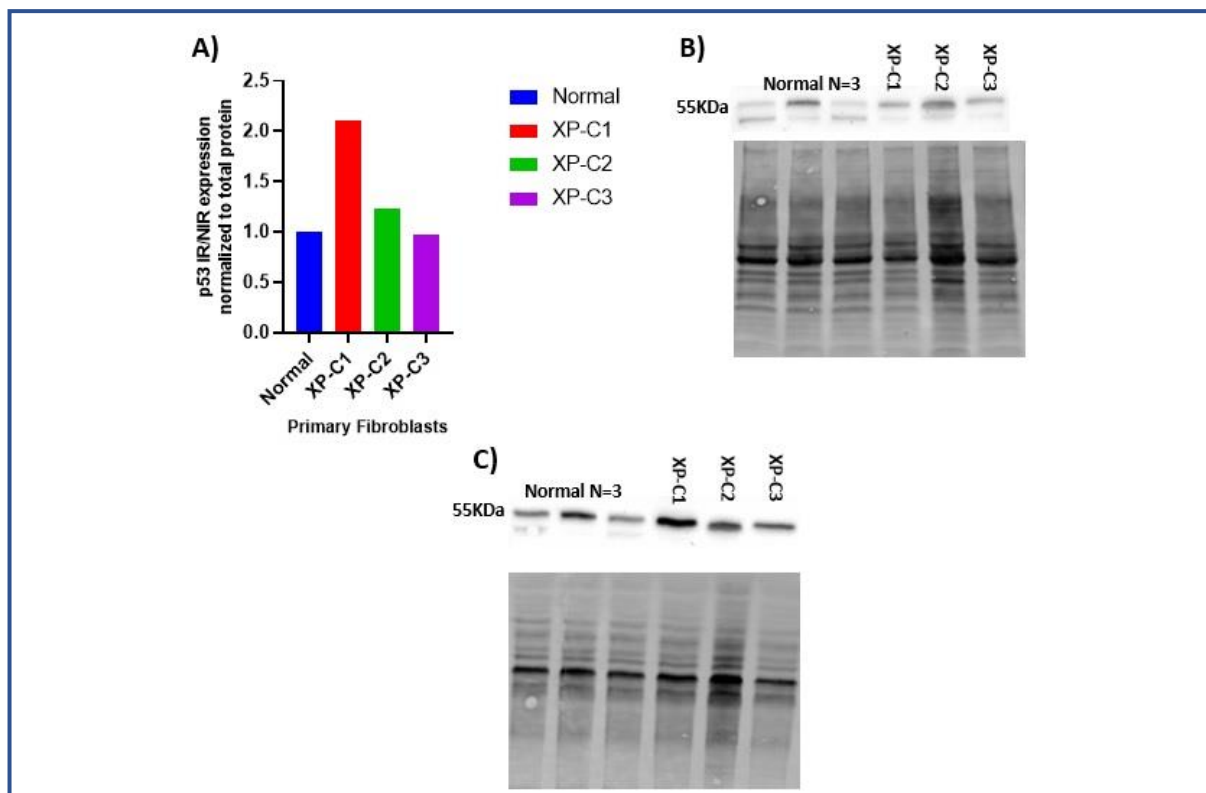 A)
p53 IR/NIR expression
normalized to total protein
2.5
2.0
1.5
1.0
0.5
0.0
Normal
XP-C1
XP-C2
XP-C3
Primary Fibroblasts
Normal
XP-C1
XP-C2
XP-C3
B)
Normal N=3
XP-C1
XP-C2
XP-C3
55KDa
C)
Normal N=3
XP-C1
XP-C2
XP-C3
55KDa